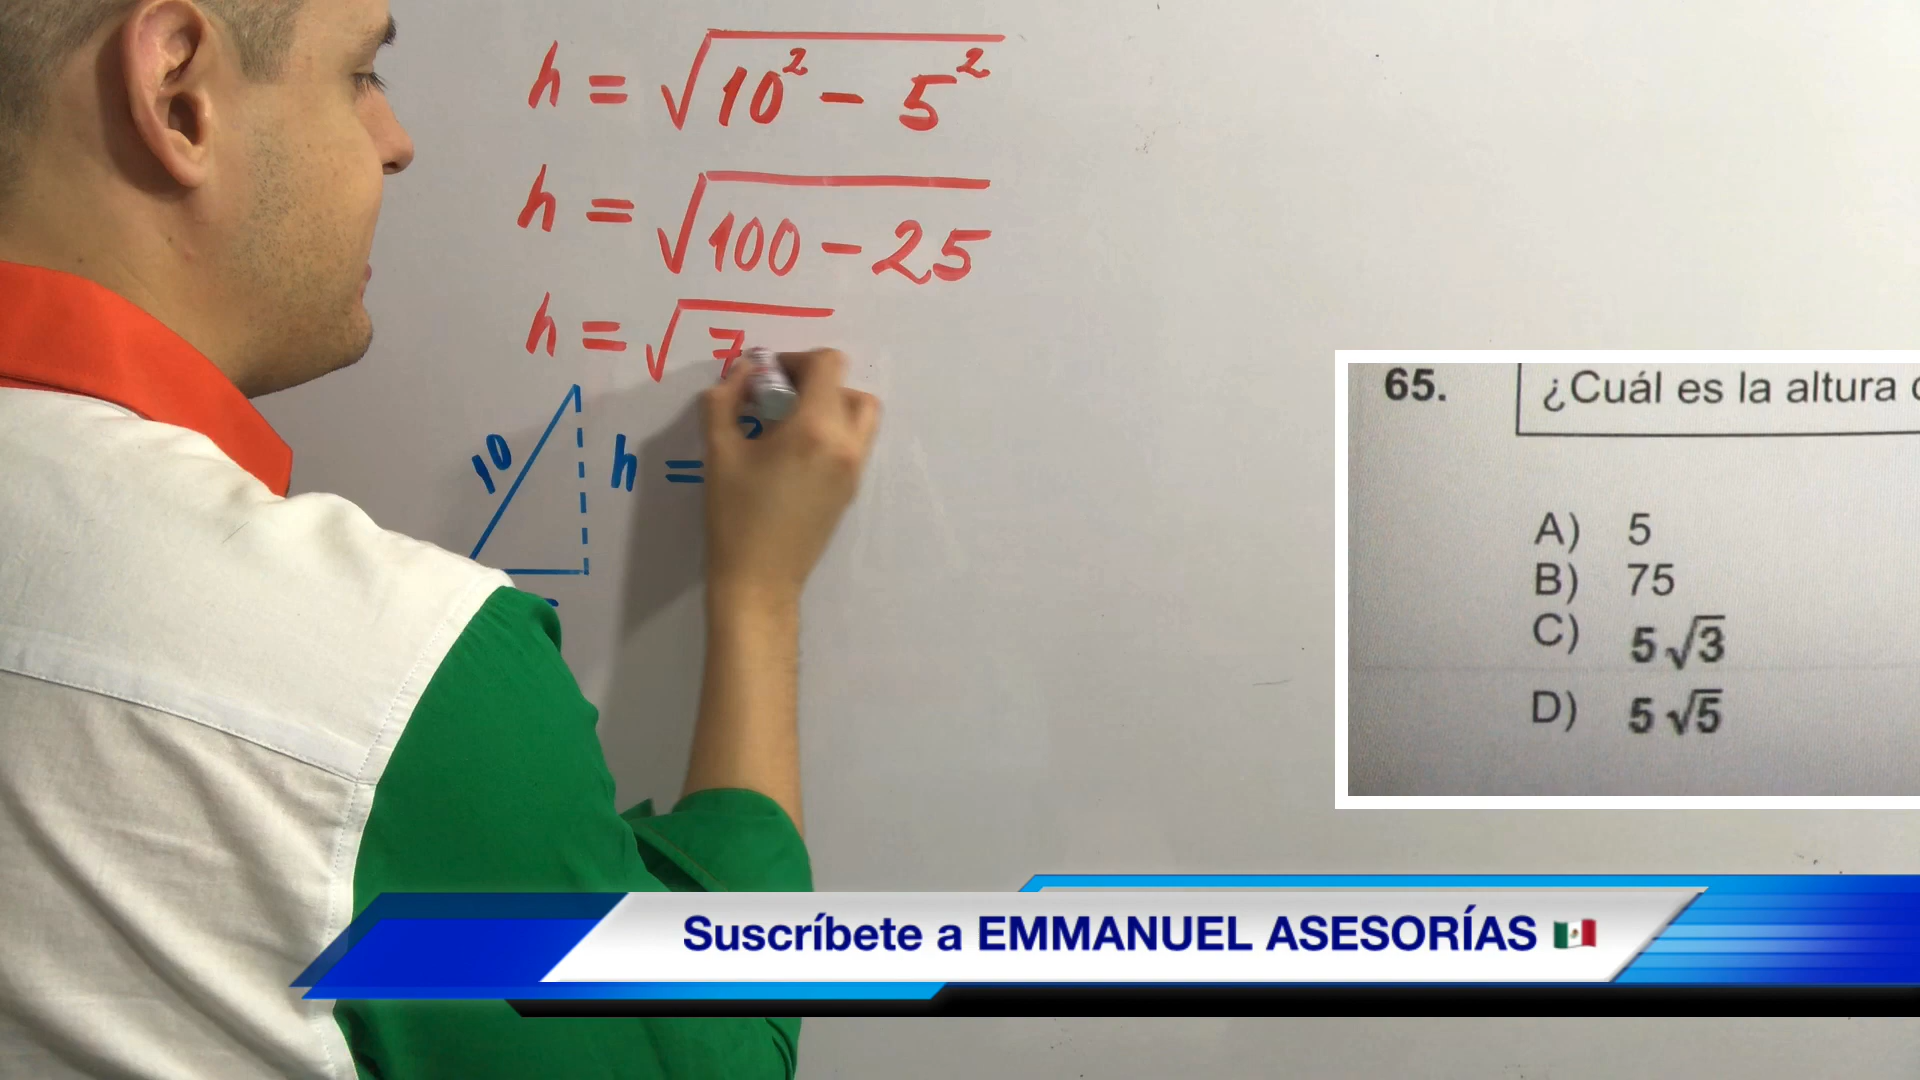 h = √10² − 5²
h = √100 − 25
h = √7
10
h =
65.
¿Cuál es la altura
A) 5
B) 75
C) 5√3
D) 5√5
Suscríbete a EMMANUEL ASESORÍAS